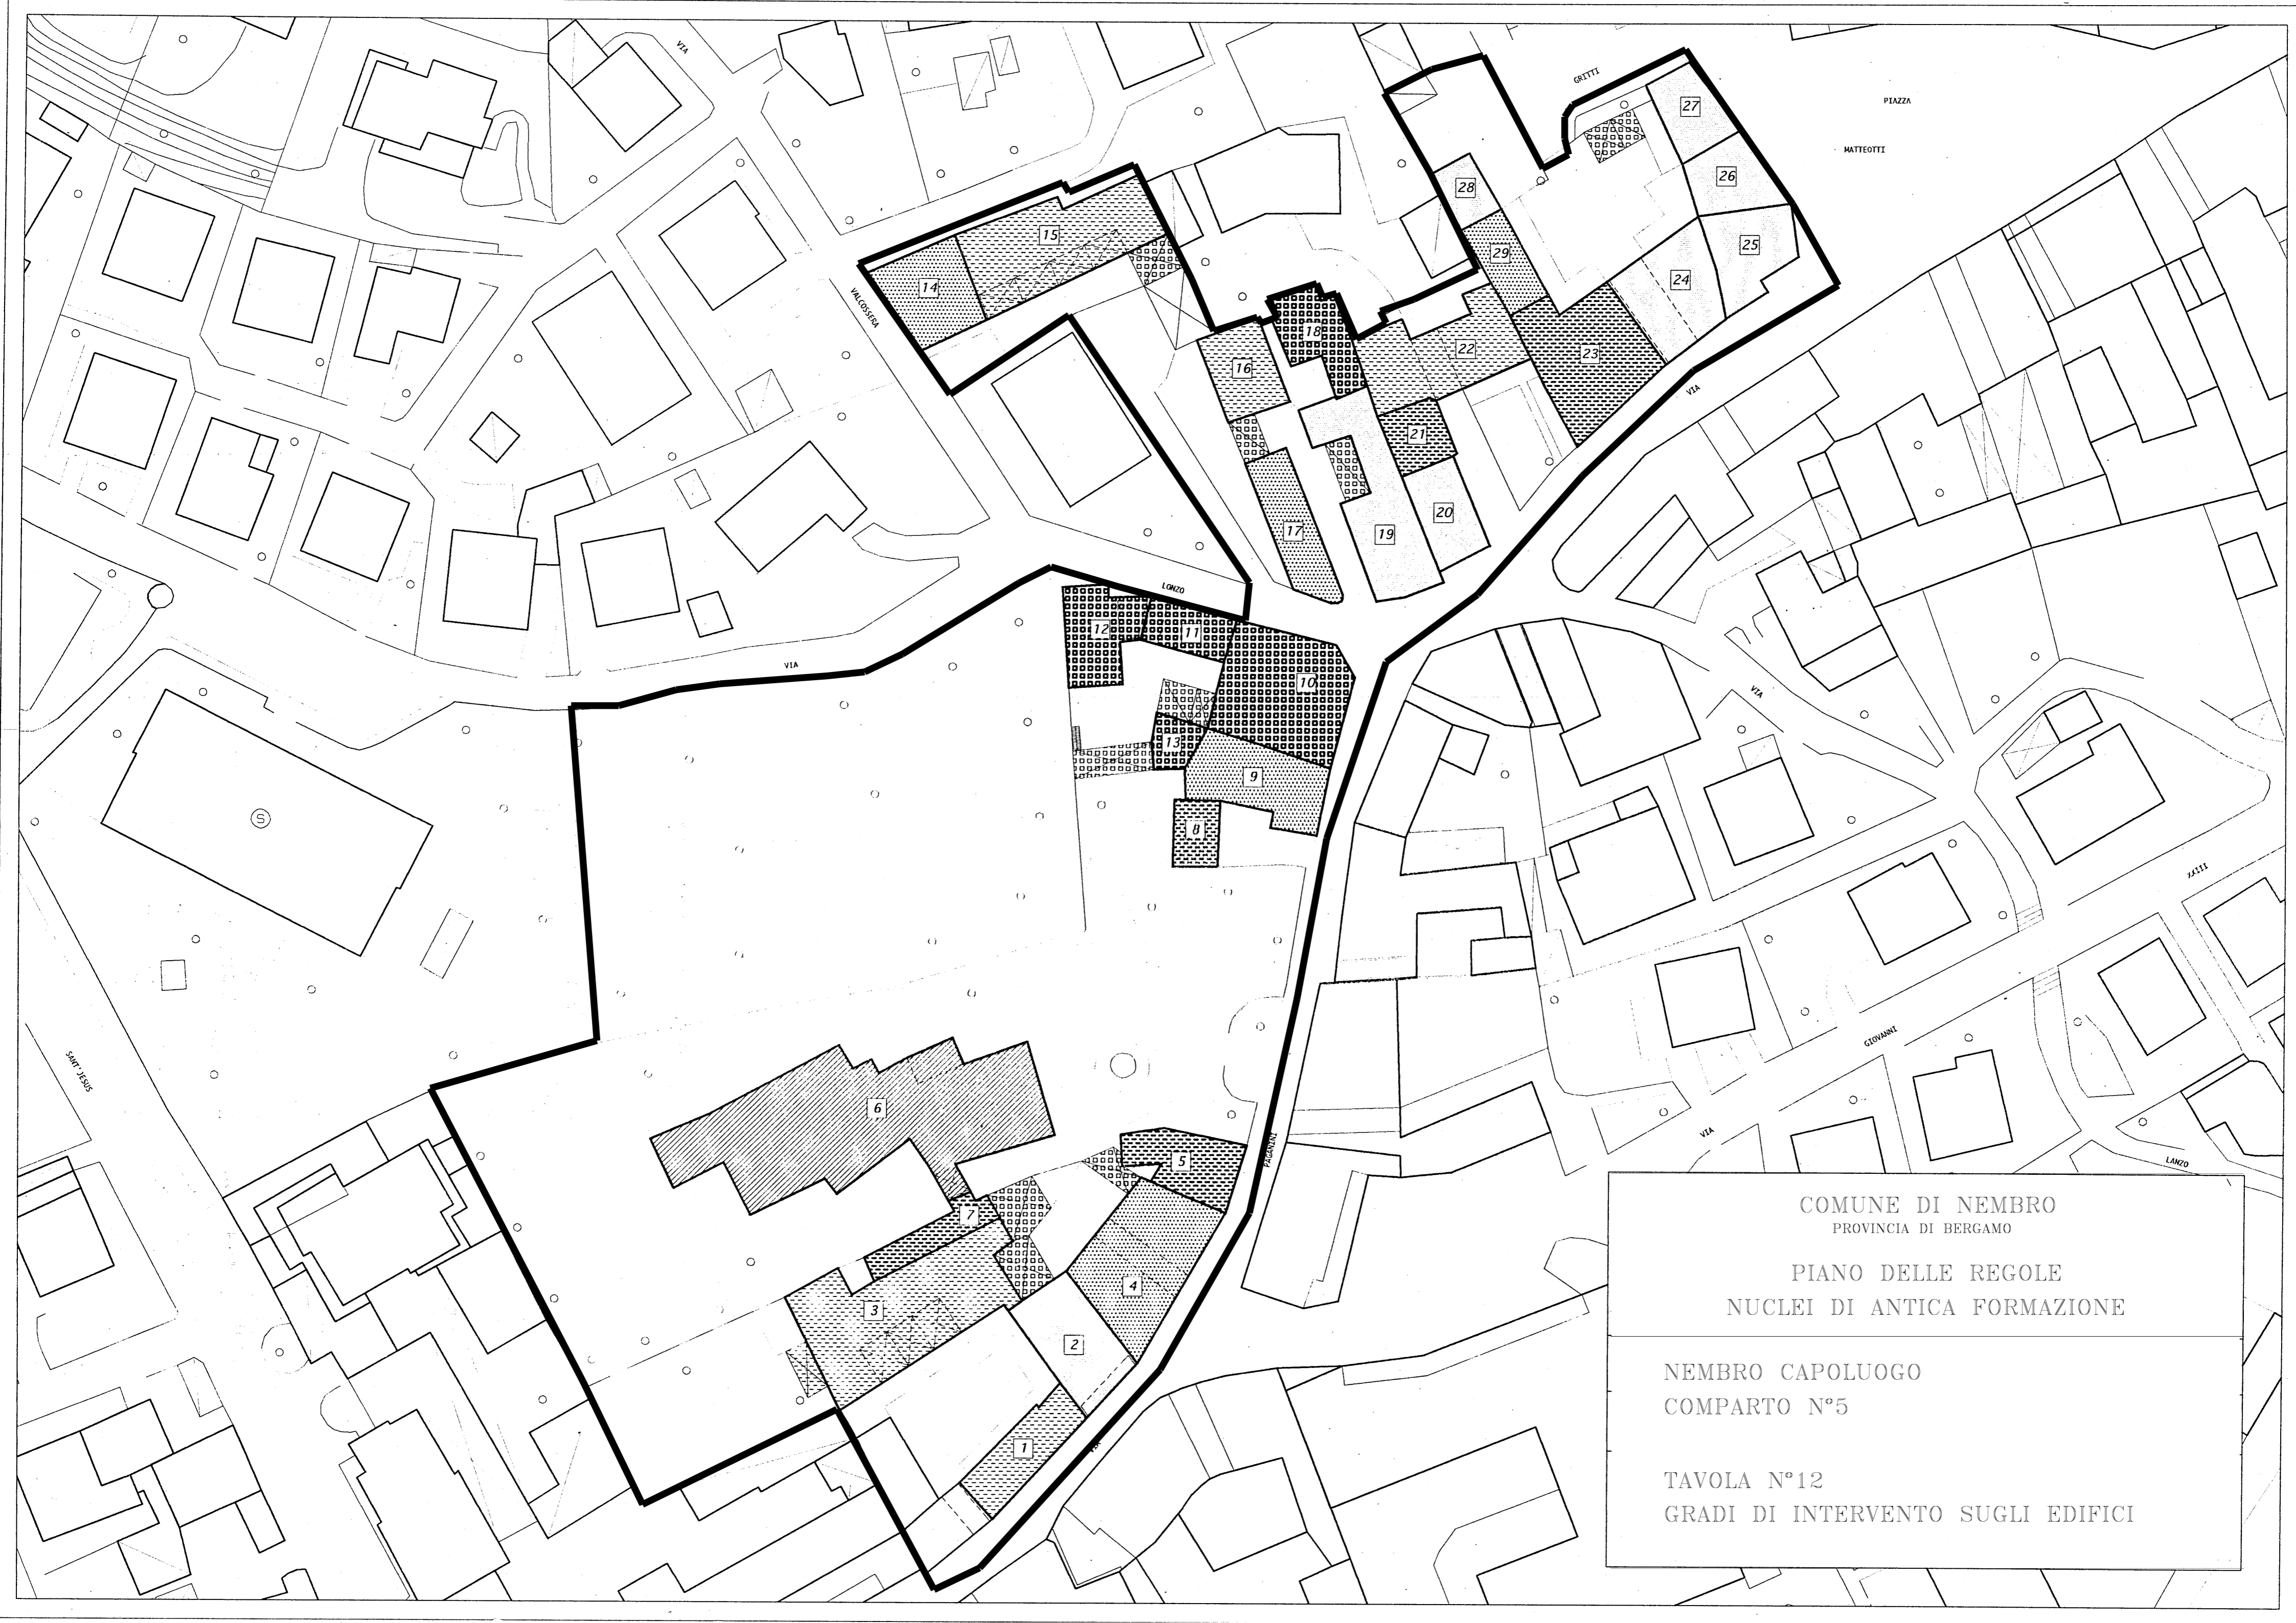 VIA
GRITTI
PIAZZA
27
MATTEOTTI
26
28
15
25
29
14
24
VALCOSSERA
18
22
23
16
VIA
21
20
17
19
LONZO
12
11
VIA
10
VIA
13
9
8
S
XXIII
GIOVANNI
SANT'JESUS
6
VIA
PAGANINI
5
LANZO
7
4
3
2
1
VIA
COMUNE DI NEMBRO
PROVINCIA DI BERGAMO
PIANO DELLE REGOLE
NUCLEI DI ANTICA FORMAZIONE
NEMBRO CAPOLUOGO
COMPARTO N°5
TAVOLA N°12
GRADI DI INTERVENTO SUGLI EDIFICI